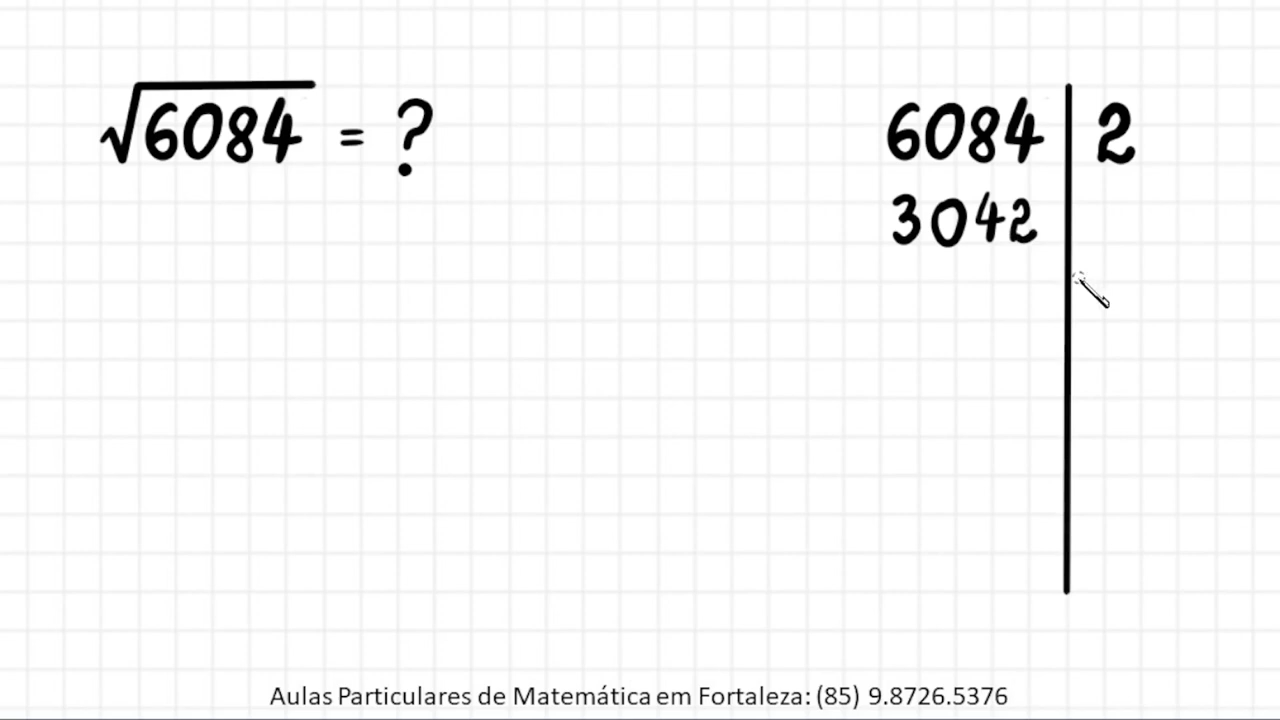 √6084 = ?
6084 | 2
3042
Aulas Particulares de Matemática em Fortaleza: (85) 9.8726.5376